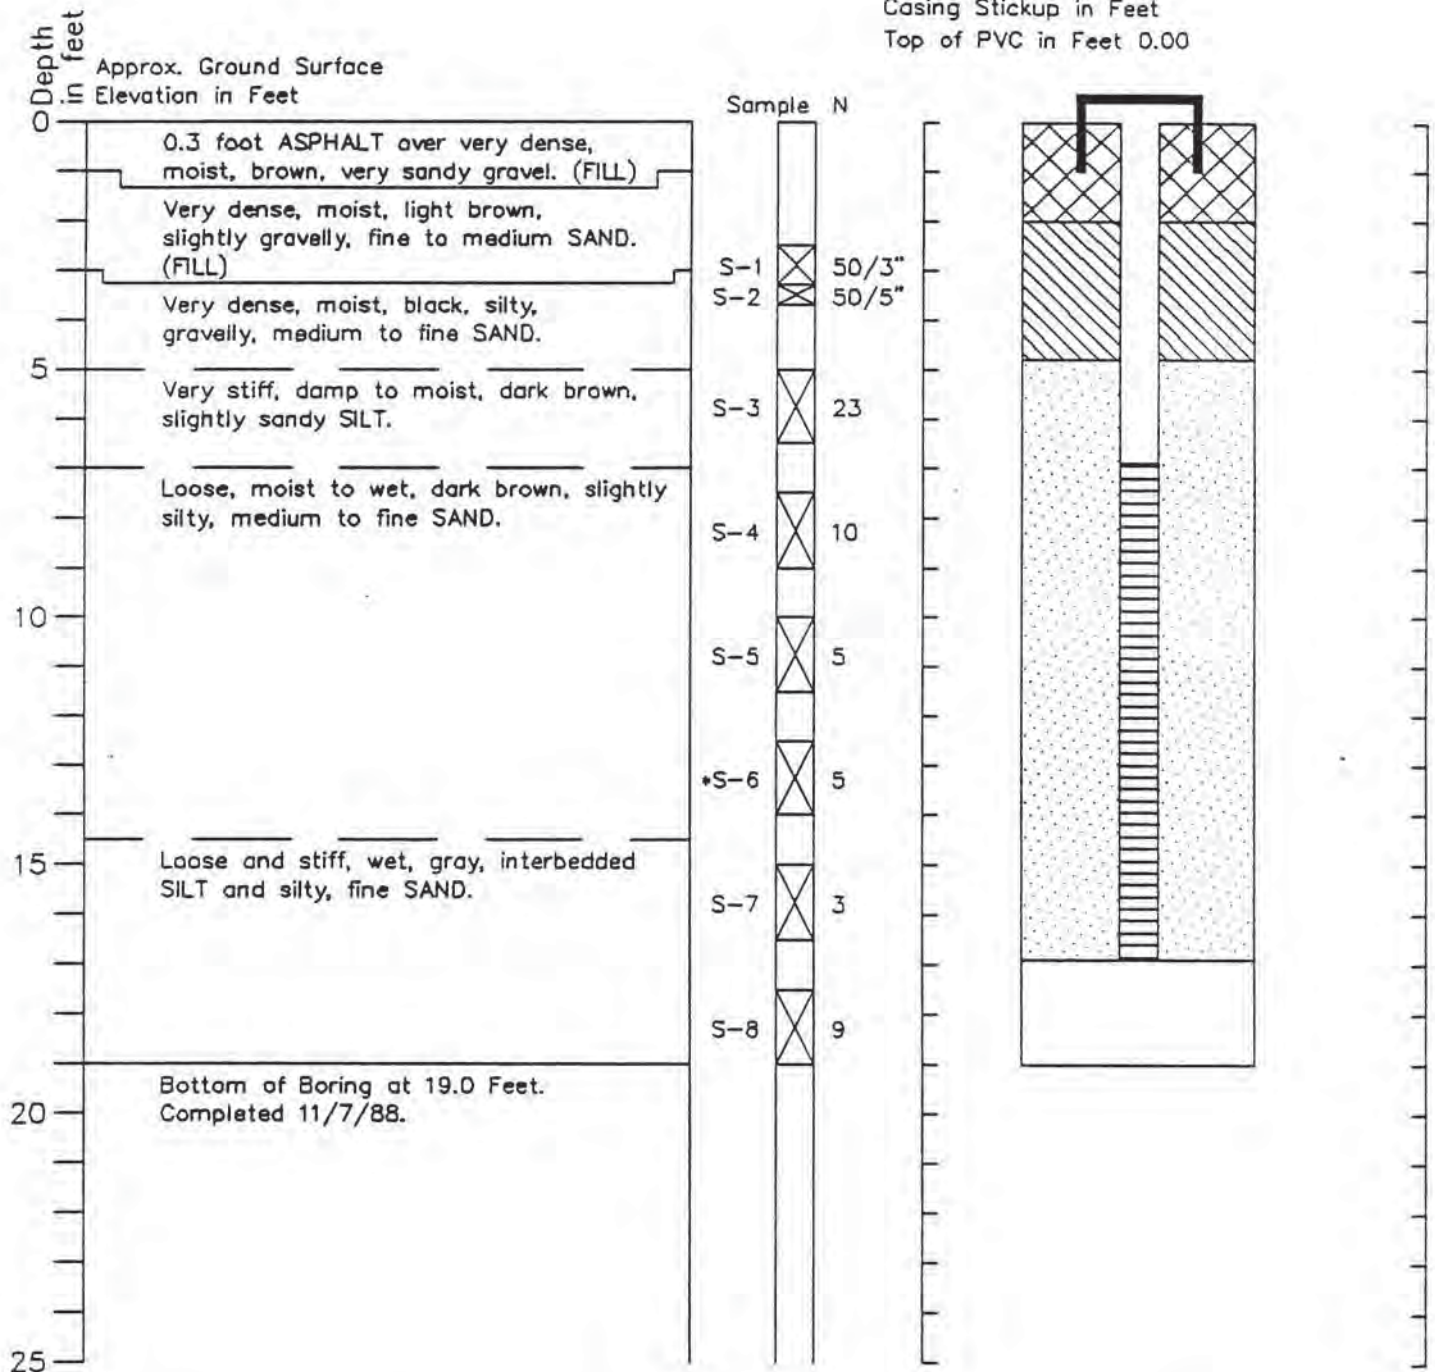 Casing Stickup in Feet
Top of PVC in Feet 0.00
Depth
in feet
Approx. Ground Surface
Elevation in Feet
Sample N
0
0.3 foot ASPHALT over very dense,
moist, brown, very sandy gravel. (FILL)
Very dense, moist, light brown,
slightly gravelly, fine to medium SAND.
(FILL)
S-1 50/3"
S-2 50/5"
Very dense, moist, black, silty,
gravelly, medium to fine SAND.
5
Very stiff, damp to moist, dark brown,
slightly sandy SILT.
S-3 23
Loose, moist to wet, dark brown, slightly
silty, medium to fine SAND.
S-4 10
10
S-5 5
*S-6 5
15
Loose and stiff, wet, gray, interbedded
SILT and silty, fine SAND.
S-7 3
S-8 9
Bottom of Boring at 19.0 Feet.
Completed 11/7/88.
20
25